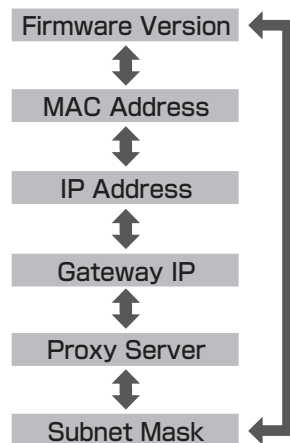 Firmware Version
MAC Address
IP Address
Gateway IP
Proxy Server
Subnet Mask